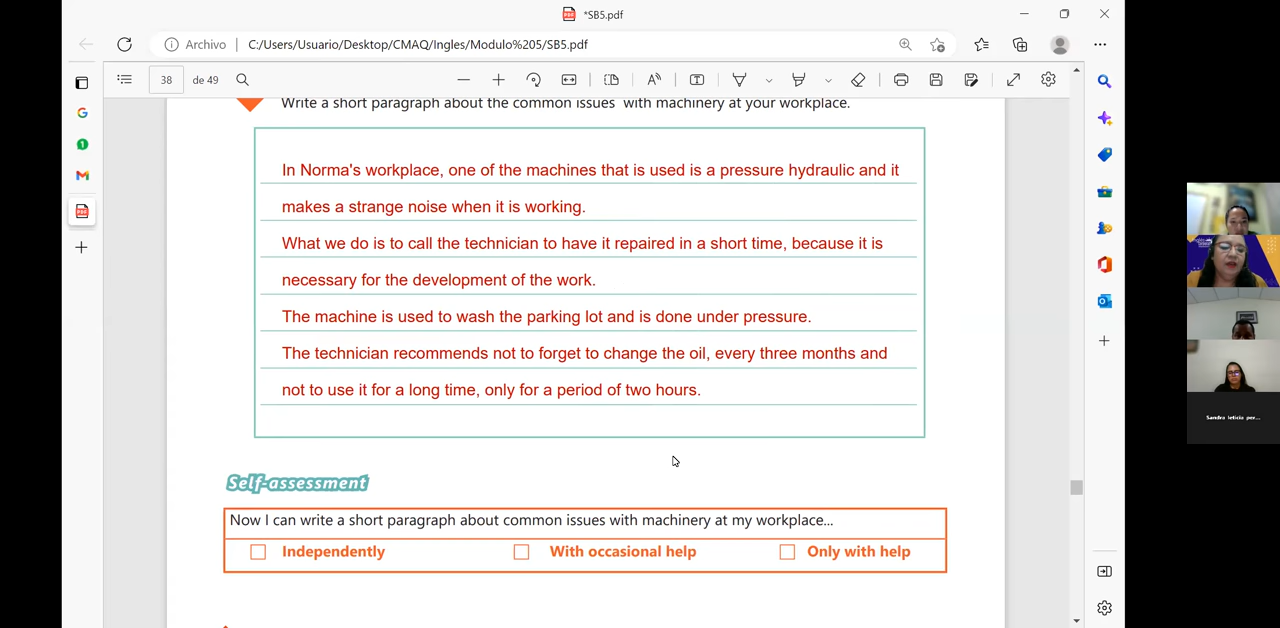 *SB5.pdf
Archivo | C:/Users/Usuario/Desktop/CMAQ/Ingles/Modulo%205/SB5.pdf
38 de 49
Write a short paragraph about the common issues with machinery at your workplace.
In Norma's workplace, one of the machines that is used is a pressure hydraulic and it
makes a strange noise when it is working.
What we do is to call the technician to have it repaired in a short time, because it is
necessary for the development of the work.
The machine is used to wash the parking lot and is done under pressure.
The technician recommends not to forget to change the oil, every three months and
not to use it for a long time, only for a period of two hours.
Self-assessment
Now I can write a short paragraph about common issues with machinery at my workplace...
Independently With occasional help Only with help
Sandra leticia per...